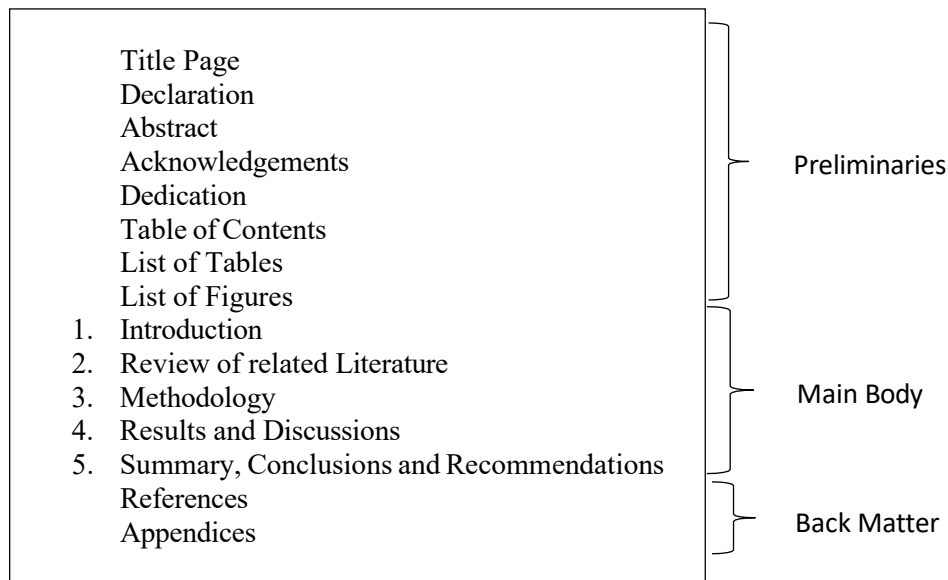 Title Page
Declaration
Abstract
Acknowledgements
Dedication
Table of Contents
List of Tables
List of Figures
1. Introduction
2. Review of related Literature
3. Methodology
4. Results and Discussions
5. Summary, Conclusions and Recommendations
References
Appendices
Preliminaries
Main Body
Back Matter